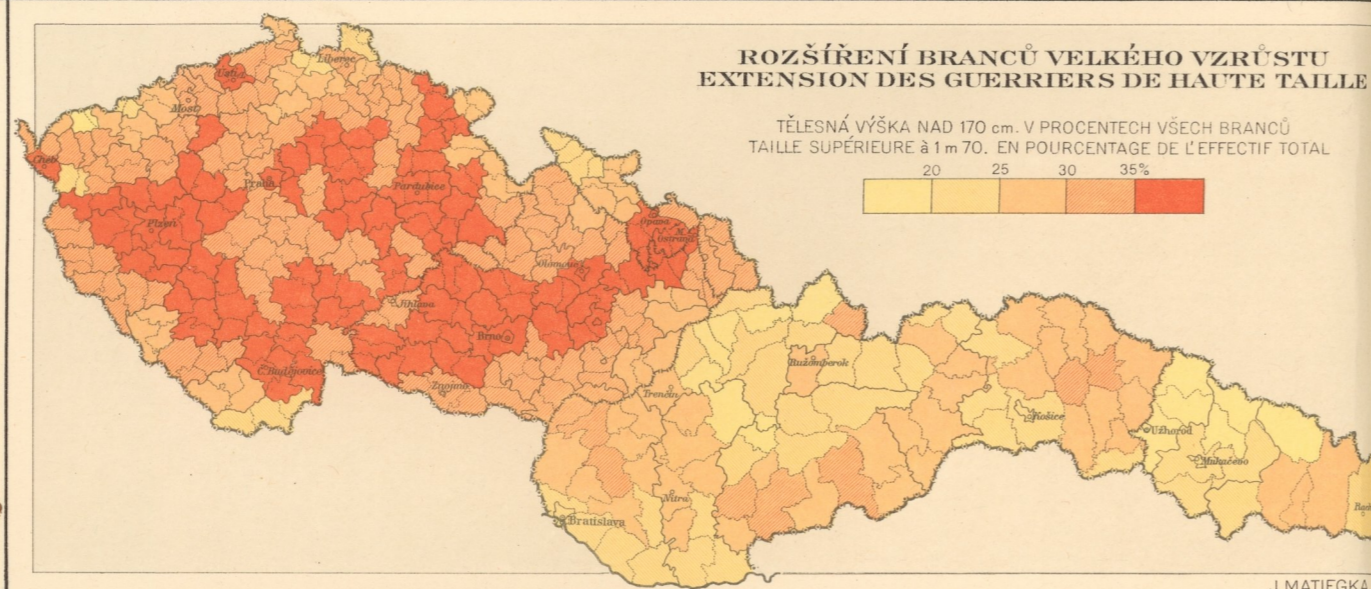 ROZŠÍŘENÍ BRANCŮ VELKÉHO VZRŮSTU
EXTENSION DES GUERRIERS DE HAUTE TAILLE
TĚLESNÁ VÝŠKA NAD 170 cm. V PROCENTECH VŠECH BRANCŮ
TAILLE SUPÉRIEURE à 1 m 70. EN POURCENTAGE DE L'EFFECTIF TOTAL
20 25 30 35%
Liberec
Ústí
Most
Cheb
Praha
Pardubice
Plzeň
Opava
Ostrava
Olomouc
Jihlava
Brno
Č. Budějovice
Znojmo
Ružomberok
Trenčín
Košice
Užhorod
Mukačevo
Nitra
Bratislava
J. MATIEGKA